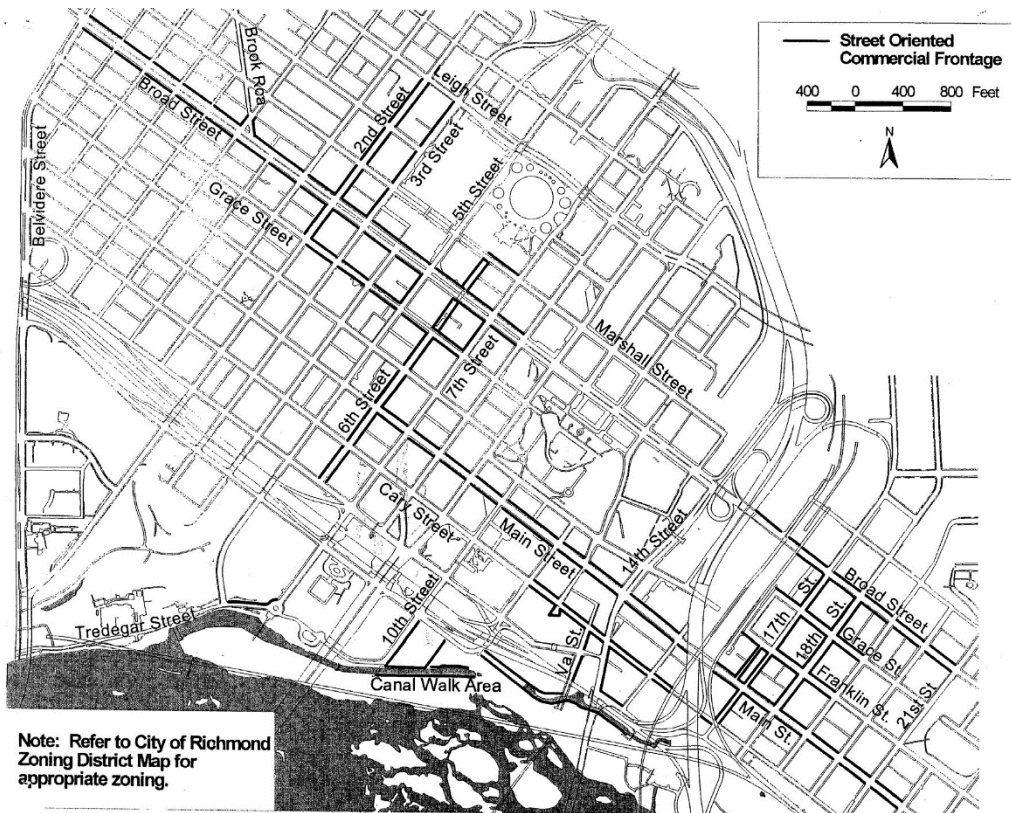 Street Oriented
Commercial Frontage
400 0 400 800 Feet
N
Brook Roa
Broad Street
Leigh Street
2nd Street
3rd Street
5th Street
Belvidere Street
Grace Street
Marshall Street
7th Street
6th Street
Cary Street
Main Street
14th Street
10th Street
Tredegar Street
Va St.
Canal Walk Area
17th St.
18th St.
Broad Street
Grace St.
Franklin St.
21st St
Main St.
Note: Refer to City of Richmond
Zoning District Map for
appropriate zoning.